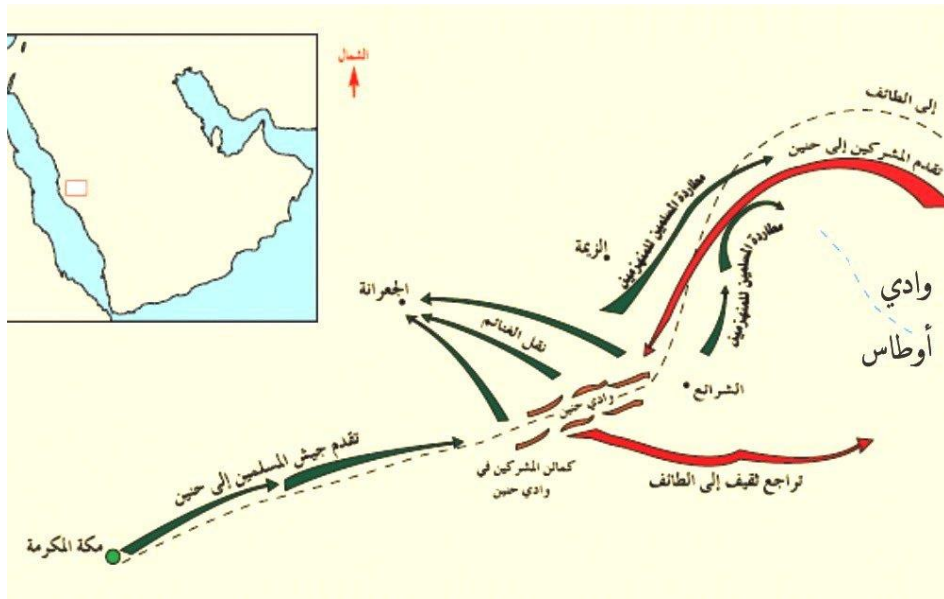 الشمال
إلى الطائف
تقدم المشركين إلى حنين
مطاردة المسلمين للمنهزمين
مطاردة المسلمين للمنهزمين
الزيمة
وادي
أوطاس
الجعرانة
نقل الغنائم
الشرائع
وادي حنين
كمائن المشركين في
وادي حنين
تراجع ثقيف إلى الطائف
تقدم جيش المسلمين إلى حنين
مكة المكرمة